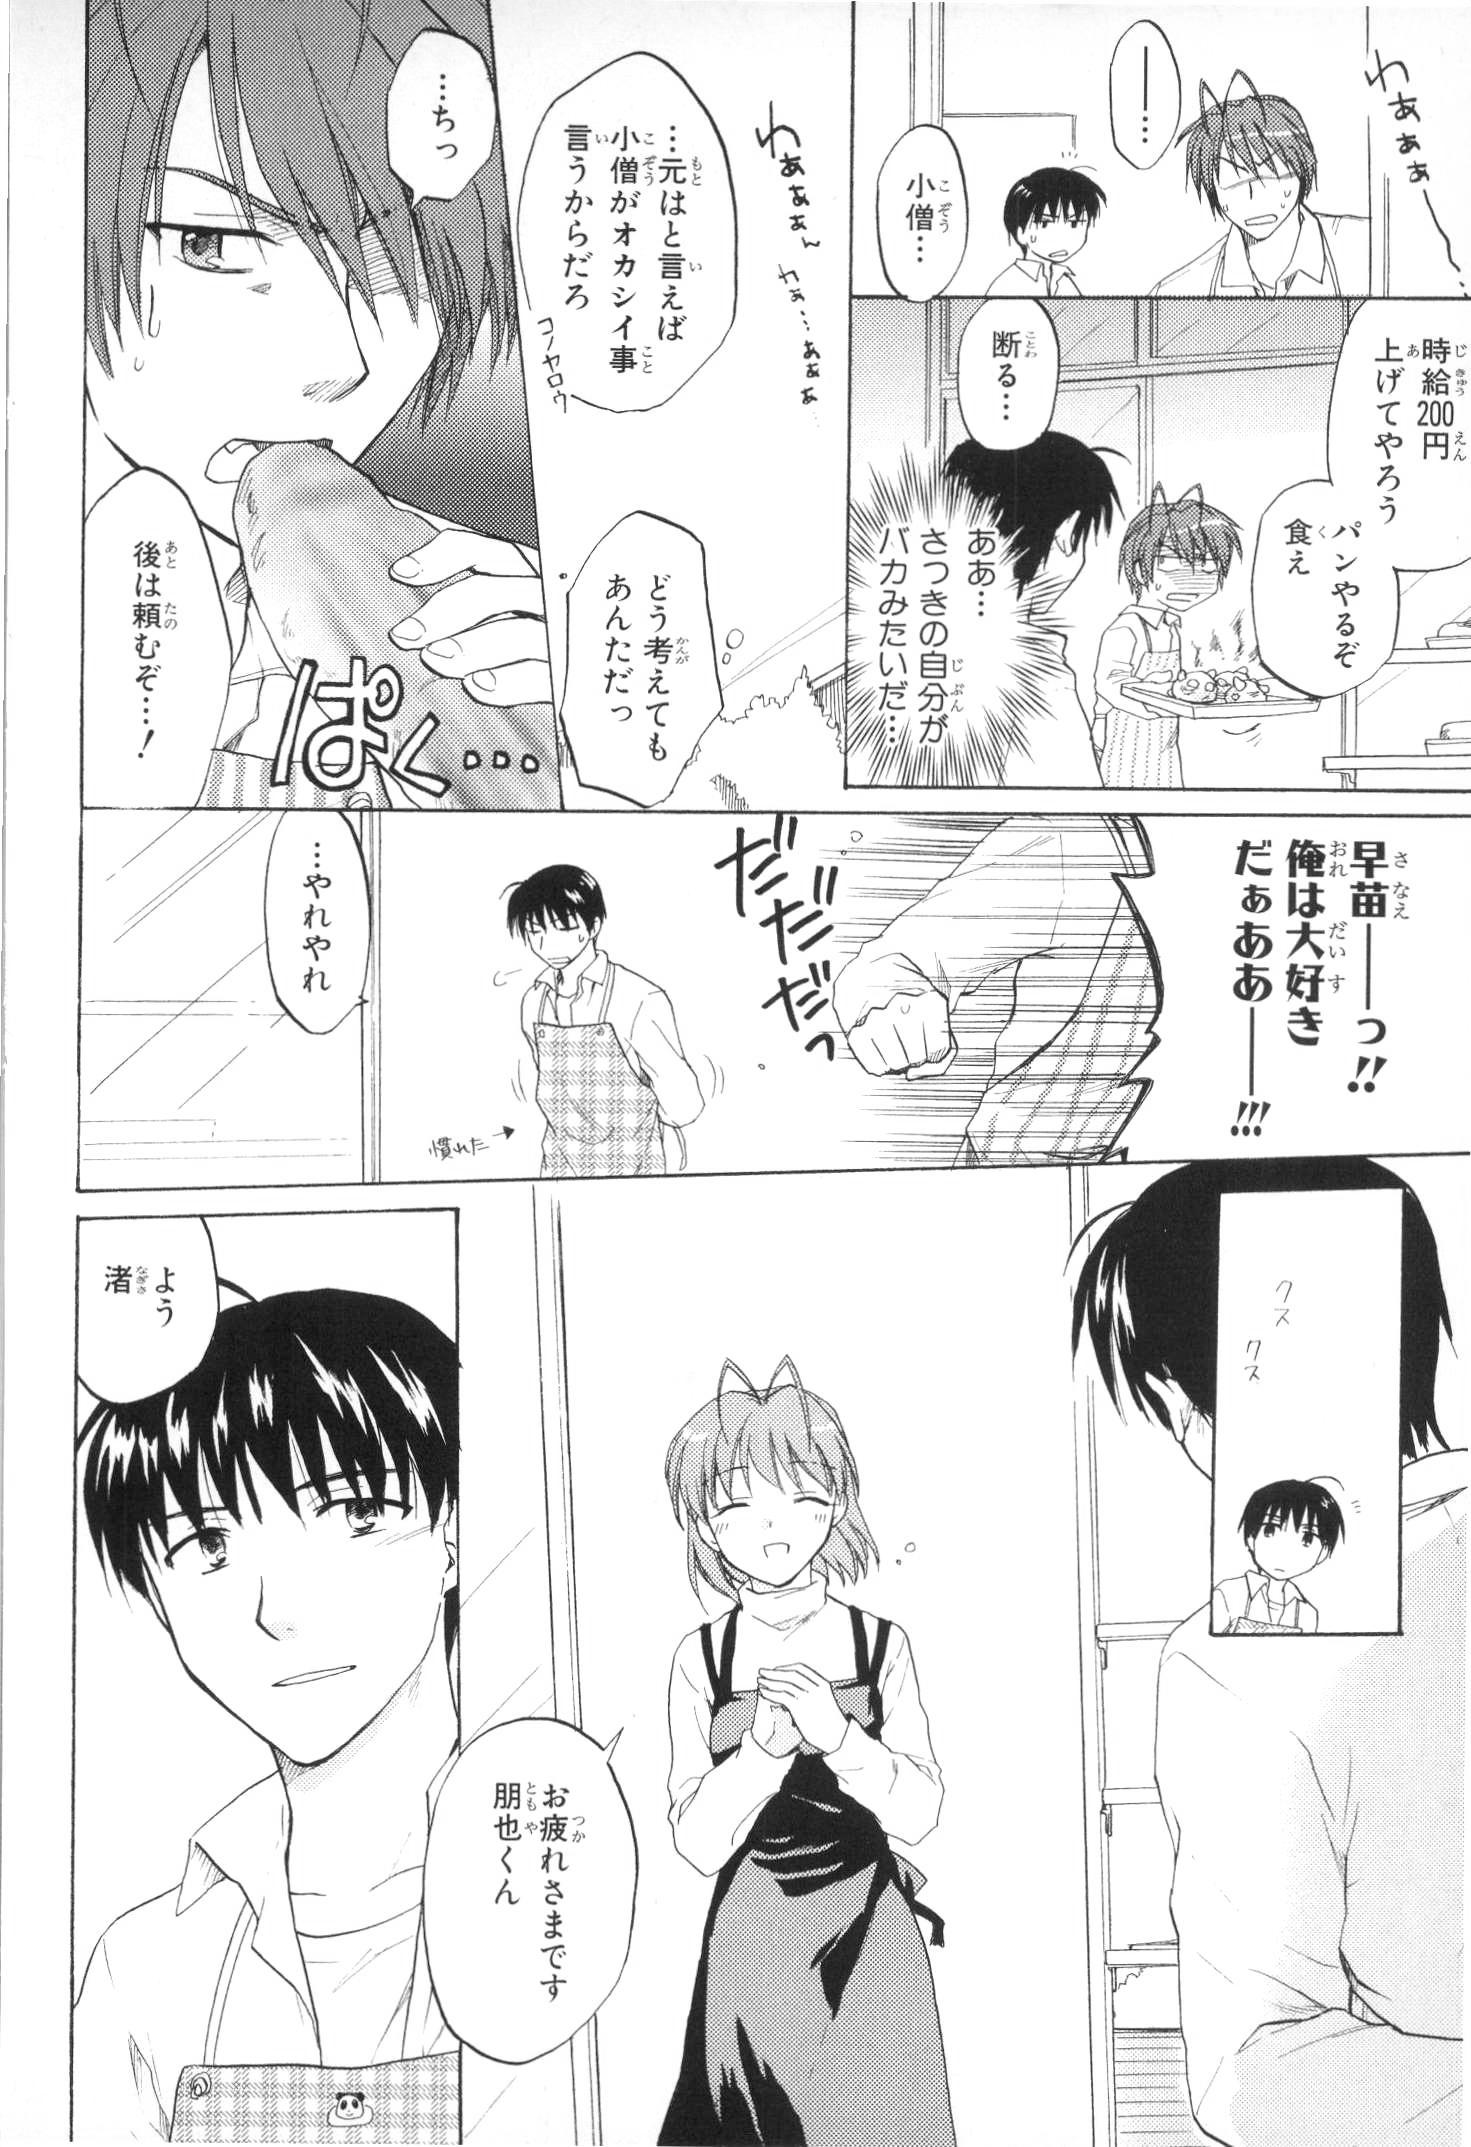 わぁぁぁー……
――…
小僧…
時給200円
上げてやろう
パンやるぞ
食え
断る…
ああ…
さっきの自分が
バカみたいだ…
わぁぁぁん
わぁ…あぁぁ…
…元はと言えば
小僧がオカシイ事
言うからだろ
コノヤロウ
どう考えても
あんただっ
…ちっ
ぱく…
後は頼むぞ…！
早苗――っ!!
俺は大好き
だぁああ――!!!
だだだっ
慣れた
…やれやれ
クス
クス
お疲れさまです
朋也くん
よう
渚